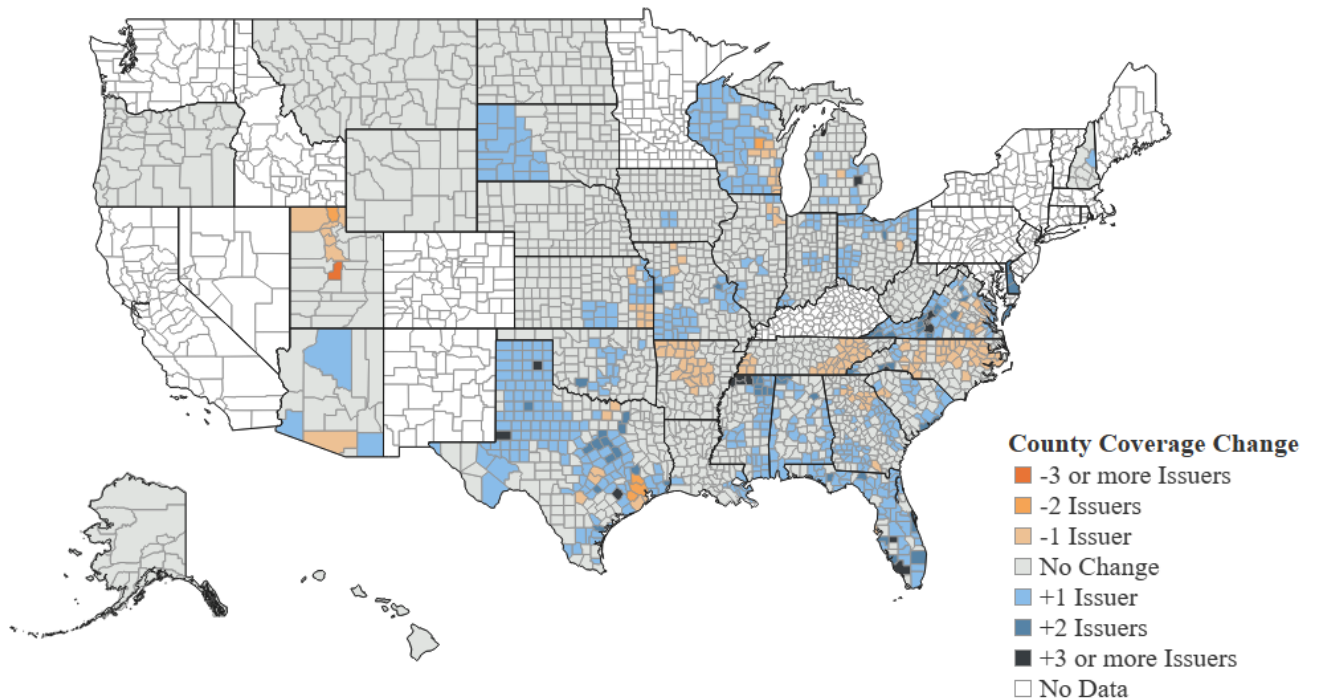 County Coverage Change
-3 or more Issuers
-2 Issuers
-1 Issuer
No Change
+1 Issuer
+2 Issuers
+3 or more Issuers
No Data